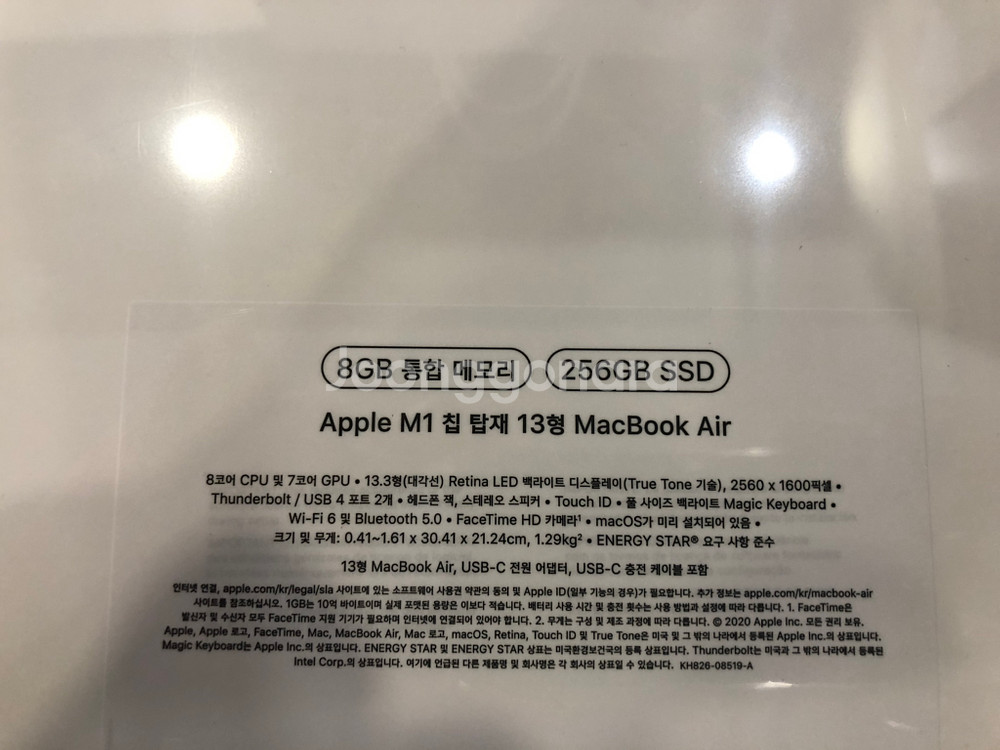 8GB 통합 메모리 256GB SSD
Joonggonara
Apple M1 칩 탑재 13형 MacBook Air
8코어 CPU 및 7코어 GPU • 13.3형(대각선) Retina LED 백라이트 디스플레이(True Tone 기술), 2560 x 1600픽셀 •
Thunderbolt / USB 4 포트 2개 • 헤드폰 잭, 스테레오 스피커 • Touch ID • 풀 사이즈 백라이트 Magic Keyboard •
Wi-Fi 6 및 Bluetooth 5.0 • FaceTime HD 카메라¹ • macOS가 미리 설치되어 있음 •
크기 및 무게: 0.41~1.61 x 30.41 x 21.24cm, 1.29kg² • ENERGY STAR® 요구 사항 준수
13형 MacBook Air, USB-C 전원 어댑터, USB-C 충전 케이블 포함
인터넷 연결, apple.com/kr/legal/sla 사이트에 있는 소프트웨어 사용권 약관의 동의 및 Apple ID(일부 기능의 경우)가 필요합니다. 추가 정보는 apple.com/kr/macbook-air
사이트를 참조하십시오. 1GB는 10억 바이트이며 실제 포맷된 용량은 이보다 적습니다. 배터리 사용 시간 및 충전 횟수는 사용 방법과 설정에 따라 다릅니다. 1. FaceTime은
발신자 및 수신자 모두 FaceTime 지원 기기가 필요하며 인터넷에 연결되어 있어야 합니다. 2. 무게는 구성 및 제조 과정에 따라 다릅니다. © 2020 Apple Inc. 모든 권리 보유.
Apple, Apple 로고, FaceTime, Mac, MacBook Air, Mac 로고, macOS, Retina, Touch ID 및 True Tone은 미국 및 그 밖의 나라에서 등록된 Apple Inc.의 상표입니다.
Magic Keyboard는 Apple Inc.의 상표입니다. ENERGY STAR 및 ENERGY STAR 상표는 미국환경보건국의 등록 상표입니다. Thunderbolt는 미국과 그 밖의 나라에서 등록된
Intel Corp.의 상표입니다. 여기에 언급된 다른 제품명 및 회사명은 각 회사의 상표일 수 있습니다. KH826-08519-A